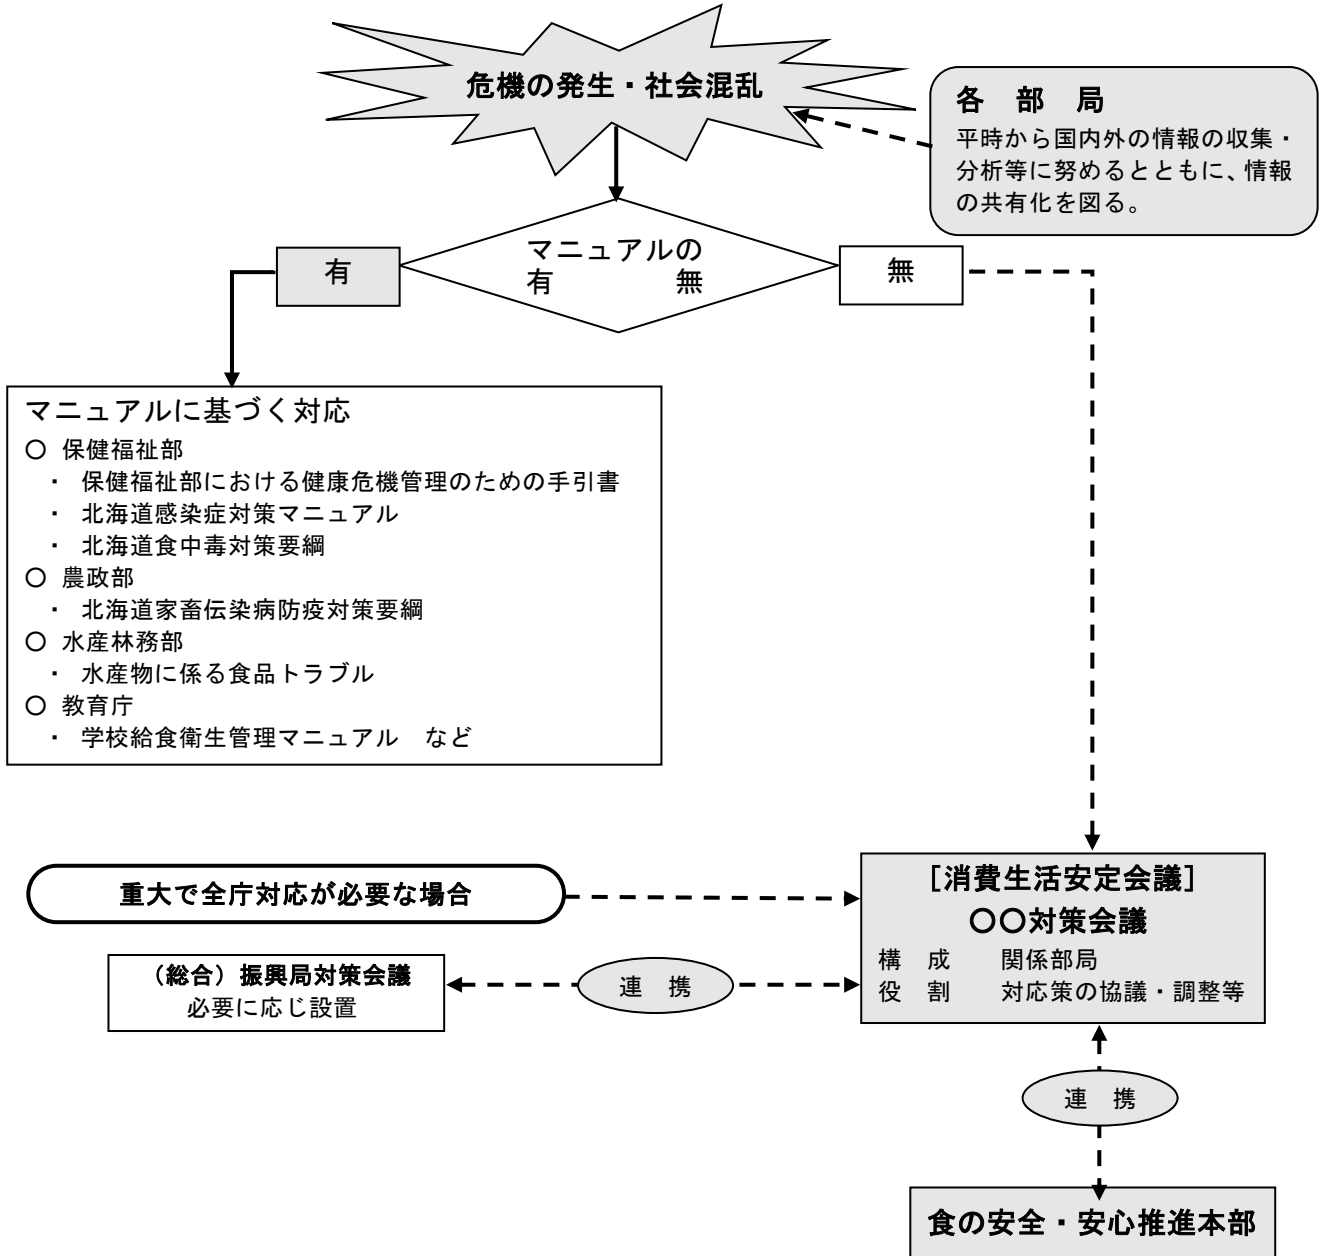 危機の発生・社会混乱
各　部　局
平時から国内外の情報の収集・
分析等に努めるとともに、情報
の共有化を図る。
マニュアルの
有　　　　無
有
無
マニュアルに基づく対応
○ 保健福祉部
・ 保健福祉部における健康危機管理のための手引書
・ 北海道感染症対策マニュアル
・ 北海道食中毒対策要綱
○ 農政部
・ 北海道家畜伝染病防疫対策要綱
○ 水産林務部
・ 水産物に係る食品トラブル
○ 教育庁
・ 学校給食衛生管理マニュアル　など
重大で全庁対応が必要な場合
［消費生活安定会議］
○○対策会議
構　成　　関係部局
役　割　　対応策の協議・調整等
（総合）振興局対策会議
必要に応じ設置
連　携
連　携
食の安全・安心推進本部